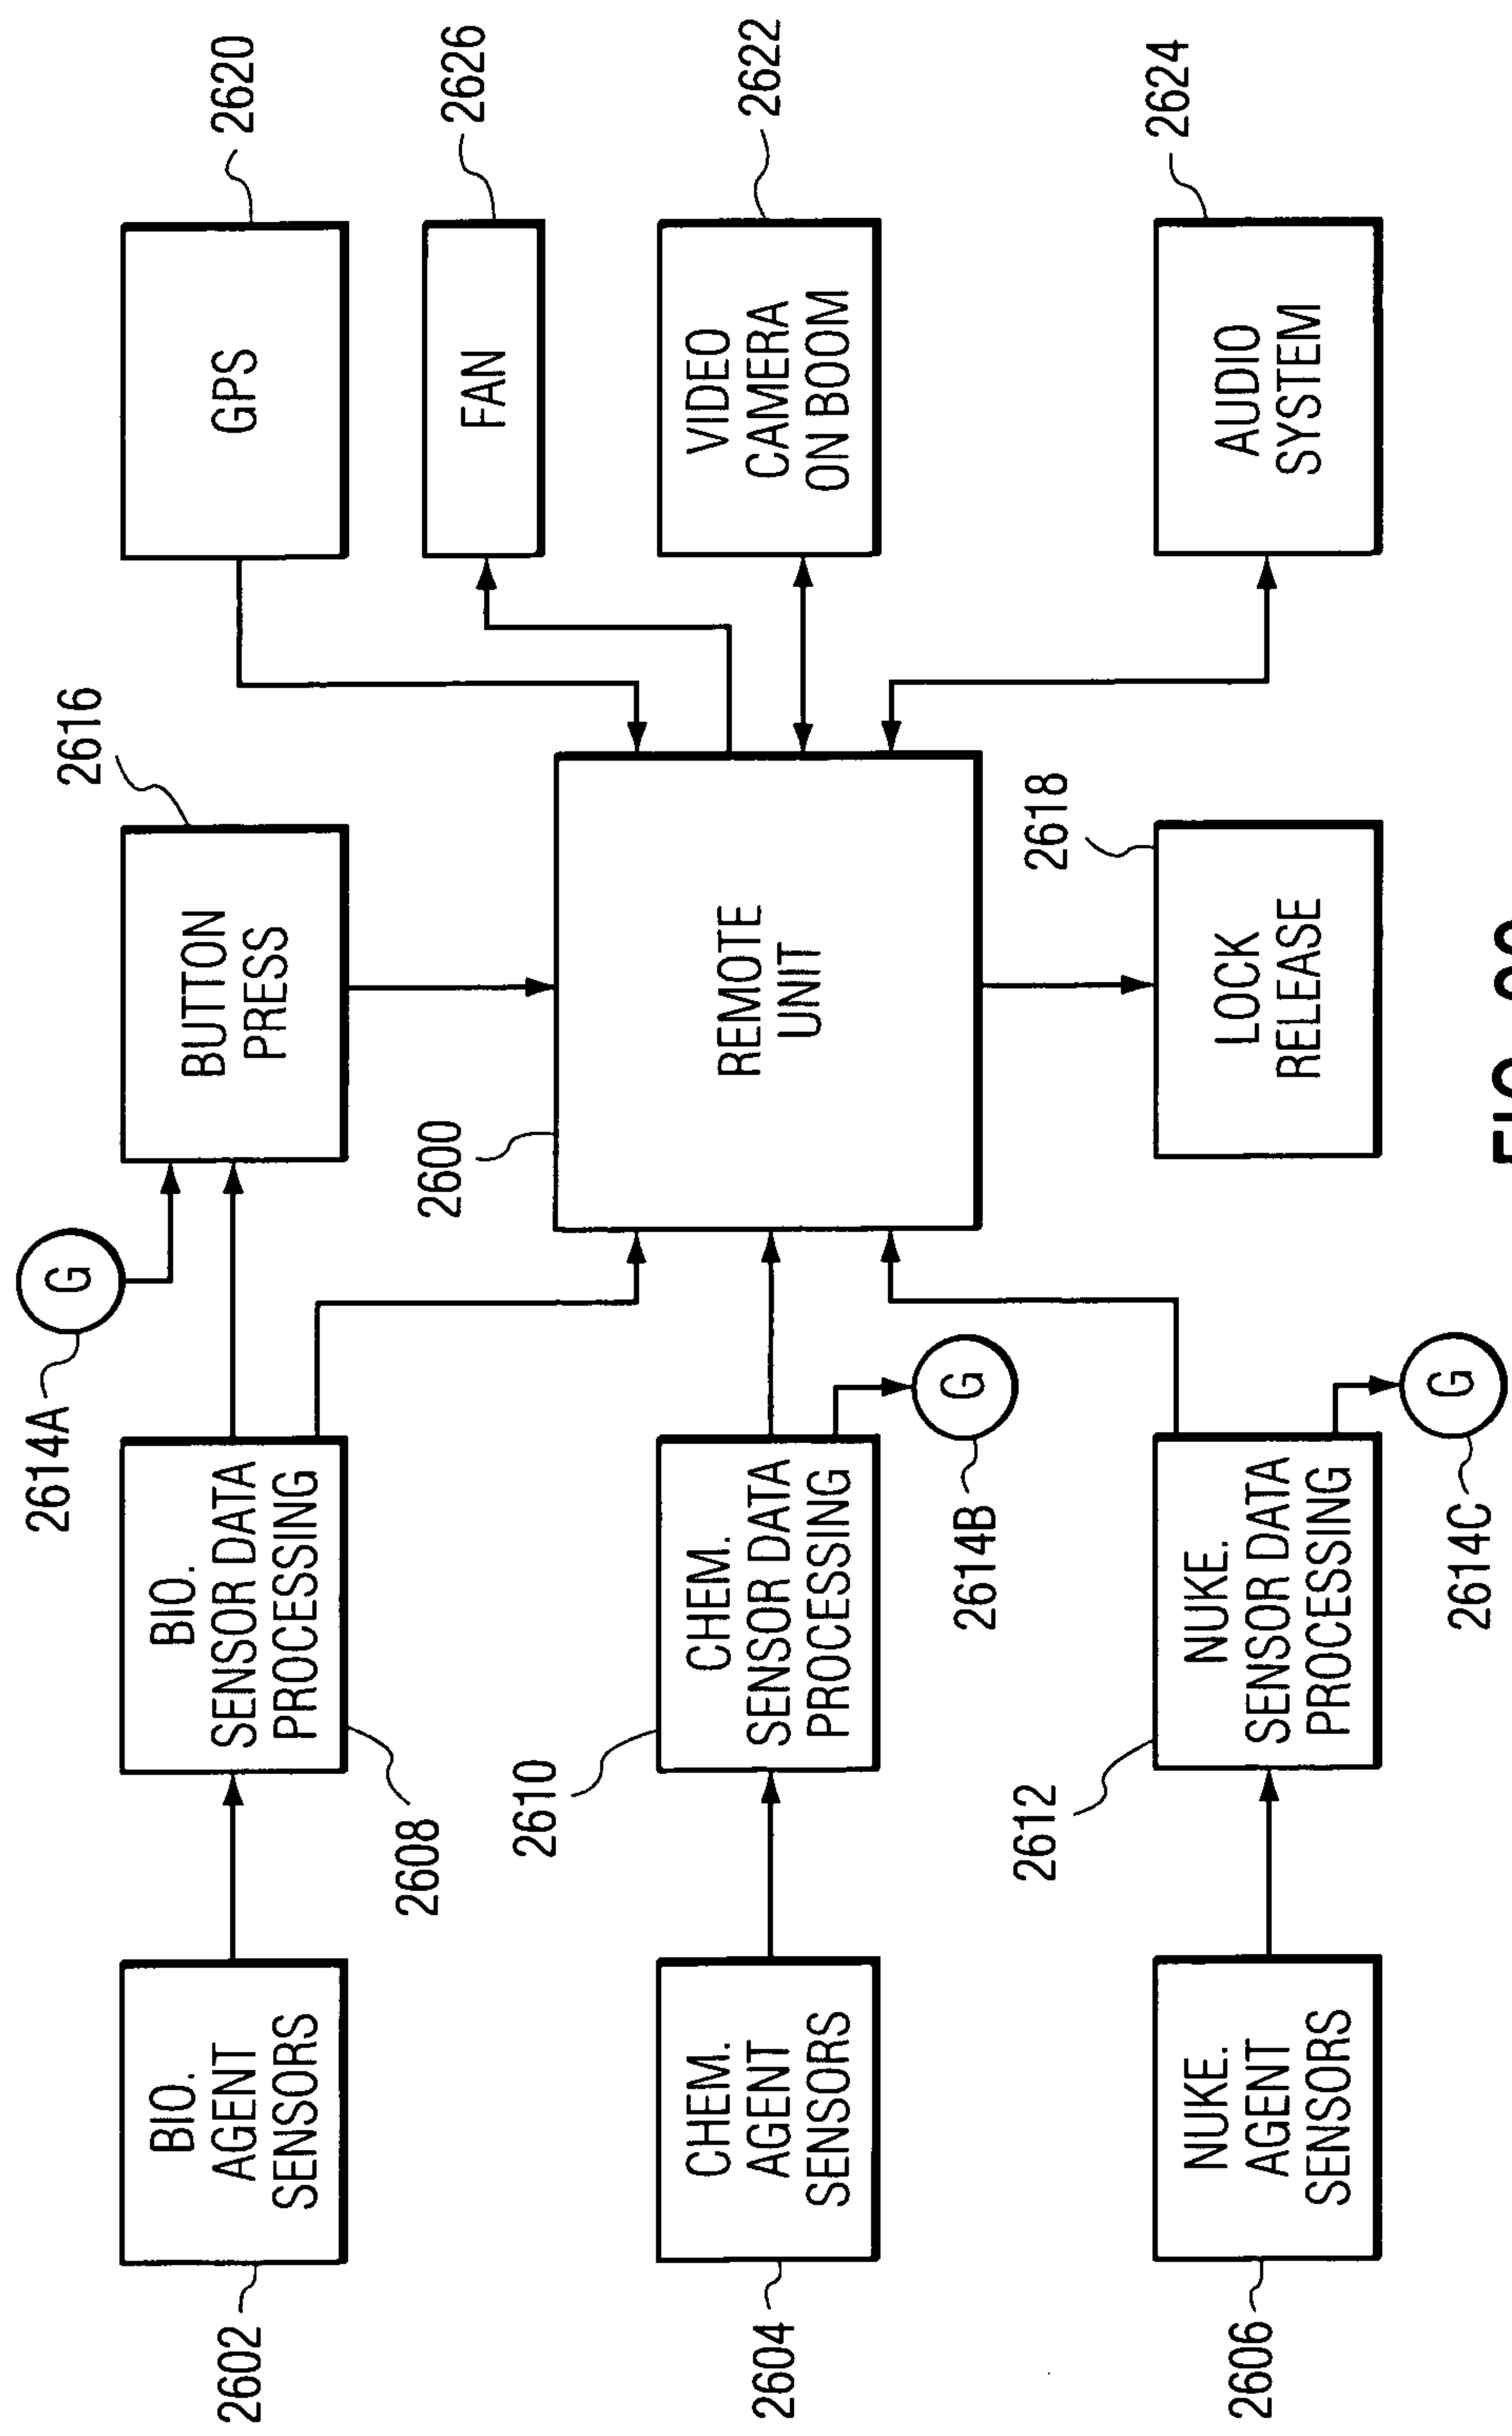 2614A
G
2616
2620
BIO.
AGENT
SENSORS
BIO.
SENSOR DATA
PROCESSING
BUTTON
PRESS
GPS
2602
2608
2600
FAN
2626
2610
CHEM.
AGENT
SENSORS
CHEM.
SENSOR DATA
PROCESSING
REMOTE
UNIT
VIDEO
CAMERA
ON BOOM
2622
2604
2614B
G
2612
2618
NUKE.
AGENT
SENSORS
NUKE.
SENSOR DATA
PROCESSING
LOCK
RELEASE
AUDIO
SYSTEM
2624
2606
2614C
G